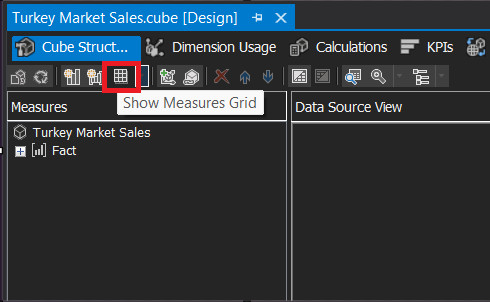 Turkey Market Sales.cube [Design]
Cube Struct... Dimension Usage Calculations KPIs
Show Measures Grid
Measures
Data Source View
Turkey Market Sales
Fact